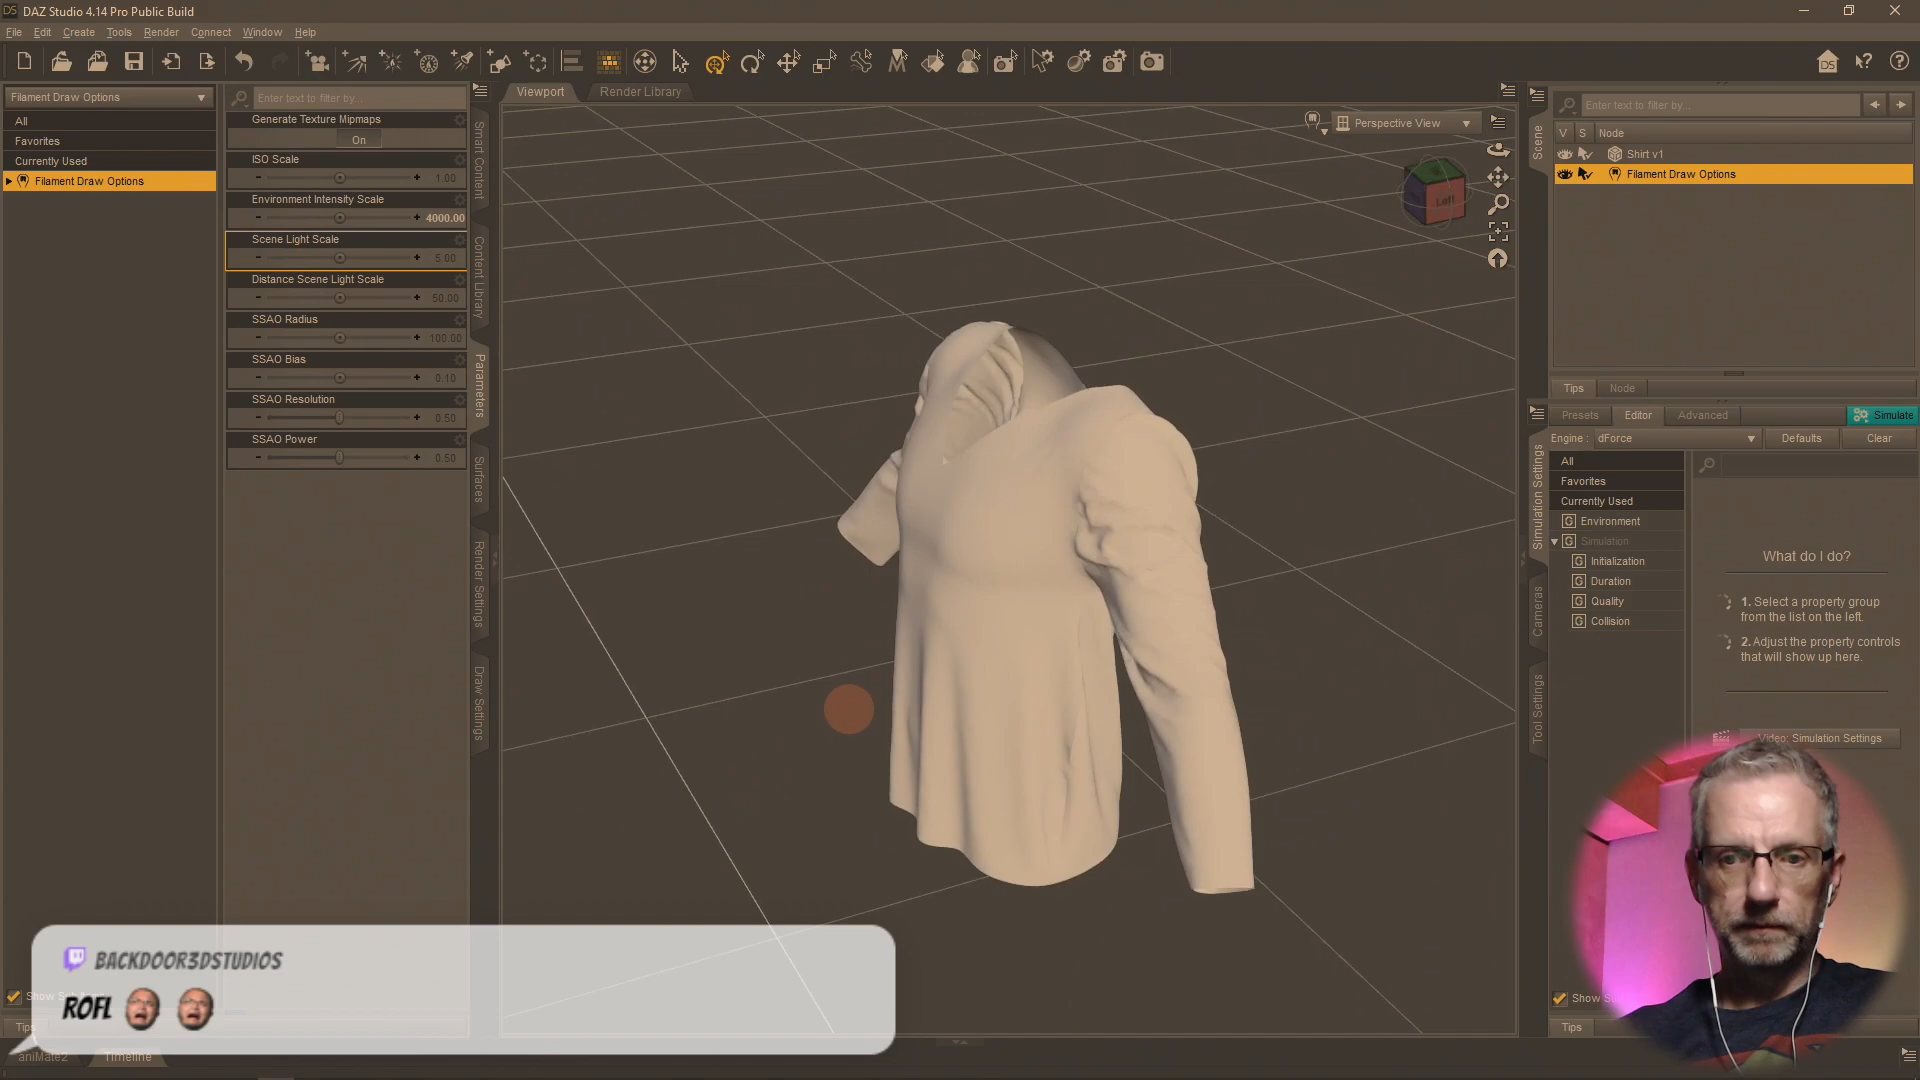 DAZ Studio 4.14 Pro Public Build
File Edit Create Tools Render Connect Window Help
Filament Draw Options
All
Favorites
Currently Used
Filament Draw Options
Enter text to filter by...
Generate Texture Mipmaps
On
ISO Scale
1.00
Environment Intensity Scale
4000.00
Scene Light Scale
5.00
Distance Scene Light Scale
50.00
SSAO Radius
100.00
SSAO Bias
0.10
SSAO Resolution
0.50
SSAO Power
0.50
Smart Content
Content Library
Parameters
Surfaces
Render Settings
Draw Settings
Viewport Render Library
Perspective View
Left
Scene
Enter text to filter by...
V S Node
Shirt v1
Filament Draw Options
Tips Node
Presets Editor Advanced Simulate
Engine : dForce Defaults Clear
All
Favorites
Currently Used
Environment
Simulation
Initialization
Duration
Quality
Collision
What do I do?
1. Select a property group
from the list on the left.
2. Adjust the property controls
that will show up here.
Video: Simulation Settings
Simulation Settings
Cameras
Tool Settings
Show
Tips
BACKDOOR3DSTUDIOS
ROFL
Show
Tips
aniMate2 Timeline
DS